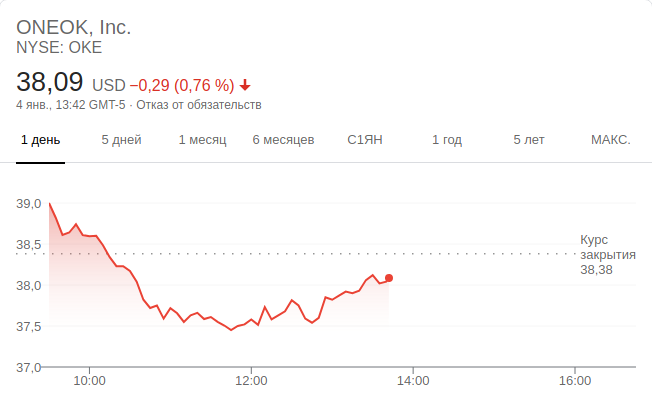 ONEOK, Inc.
NYSE: OKE
38,09 USD −0,29 (0,76 %)
4 янв., 13:42 GMT-5 · Отказ от обязательств
1 день 5 дней 1 месяц 6 месяцев С1ЯН 1 год 5 лет МАКС.
39,0
38,5
Курс
закрытия
38,38
38,0
37,5
37,0
10:00 12:00 14:00 16:00